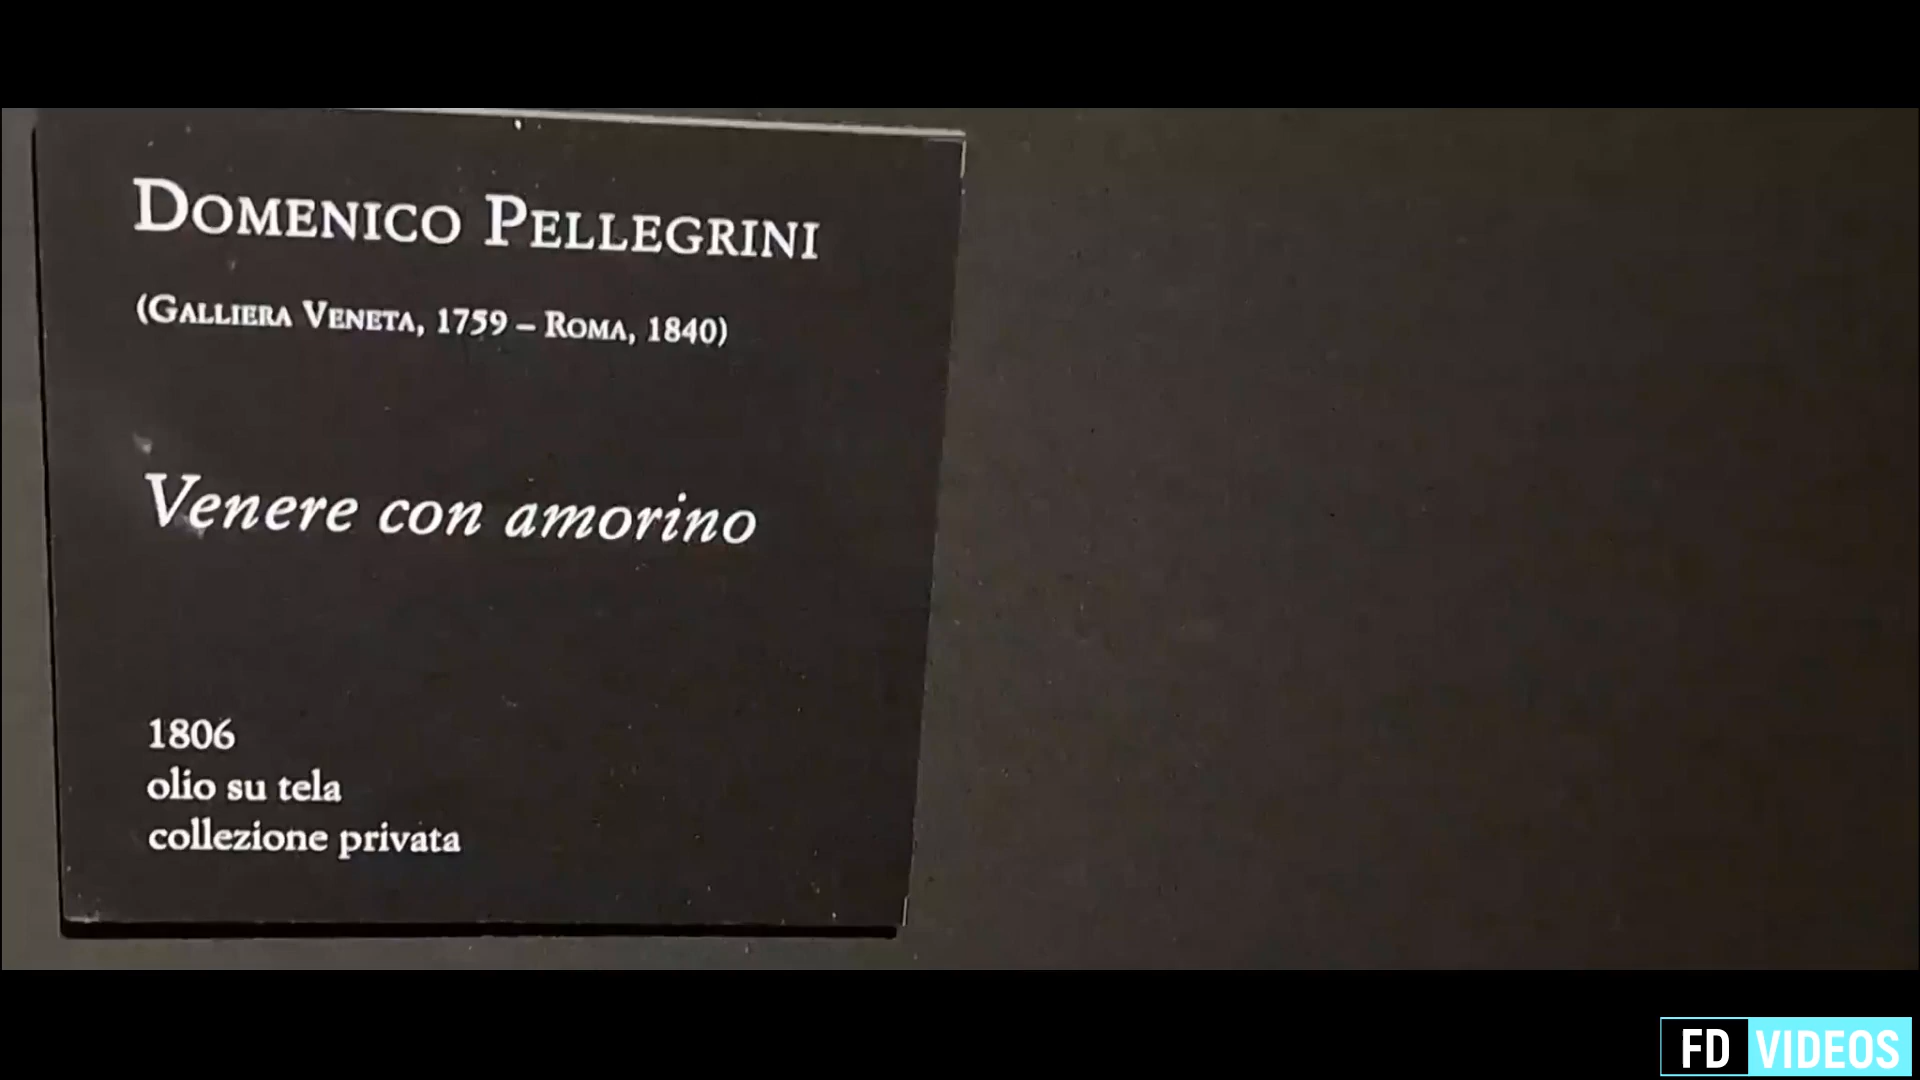 DOMENICO PELLEGRINI
(GALLIERA VENETA, 1759 – ROMA, 1840)
Venere con amorino
1806
olio su tela
collezione privata
FD VIDEOS